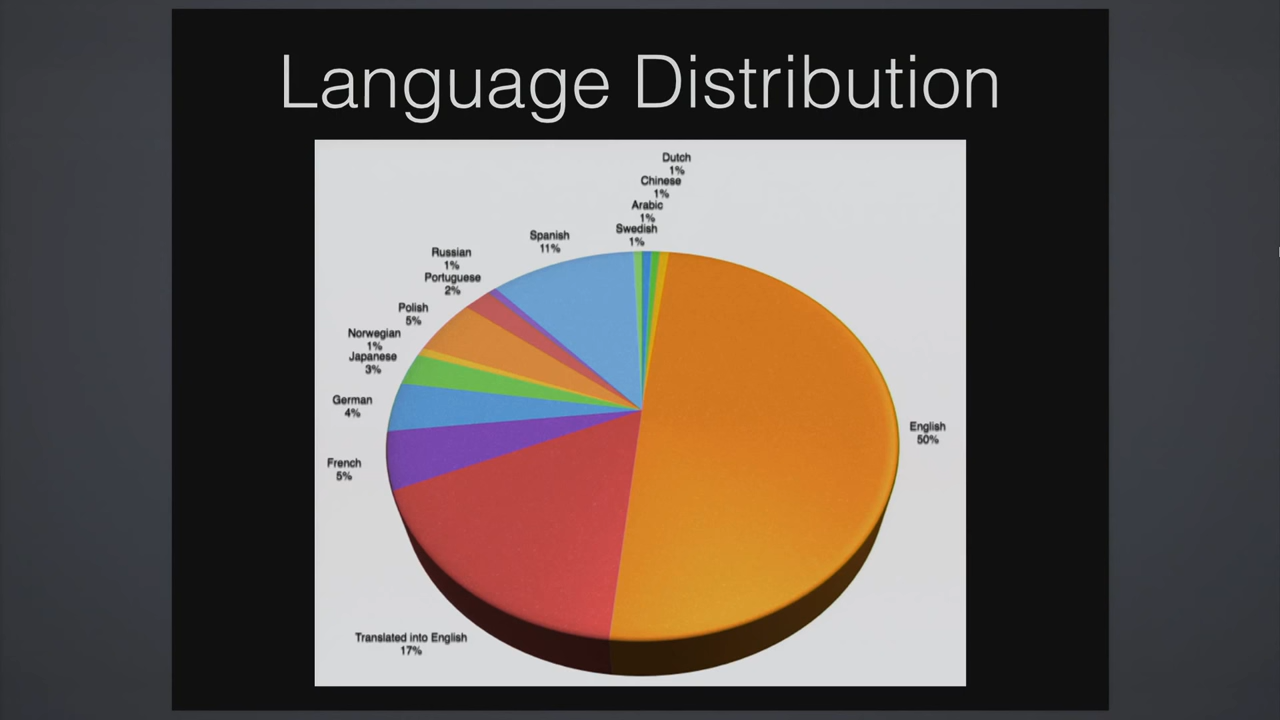 Language Distribution
Dutch
1%
Chinese
1%
Arabic
1%
Swedish
1%
Spanish
11%
Russian
1%
Portuguese
2%
Polish
5%
Norwegian
1%
Japanese
3%
German
4%
French
5%
English
50%
Translated into English
17%